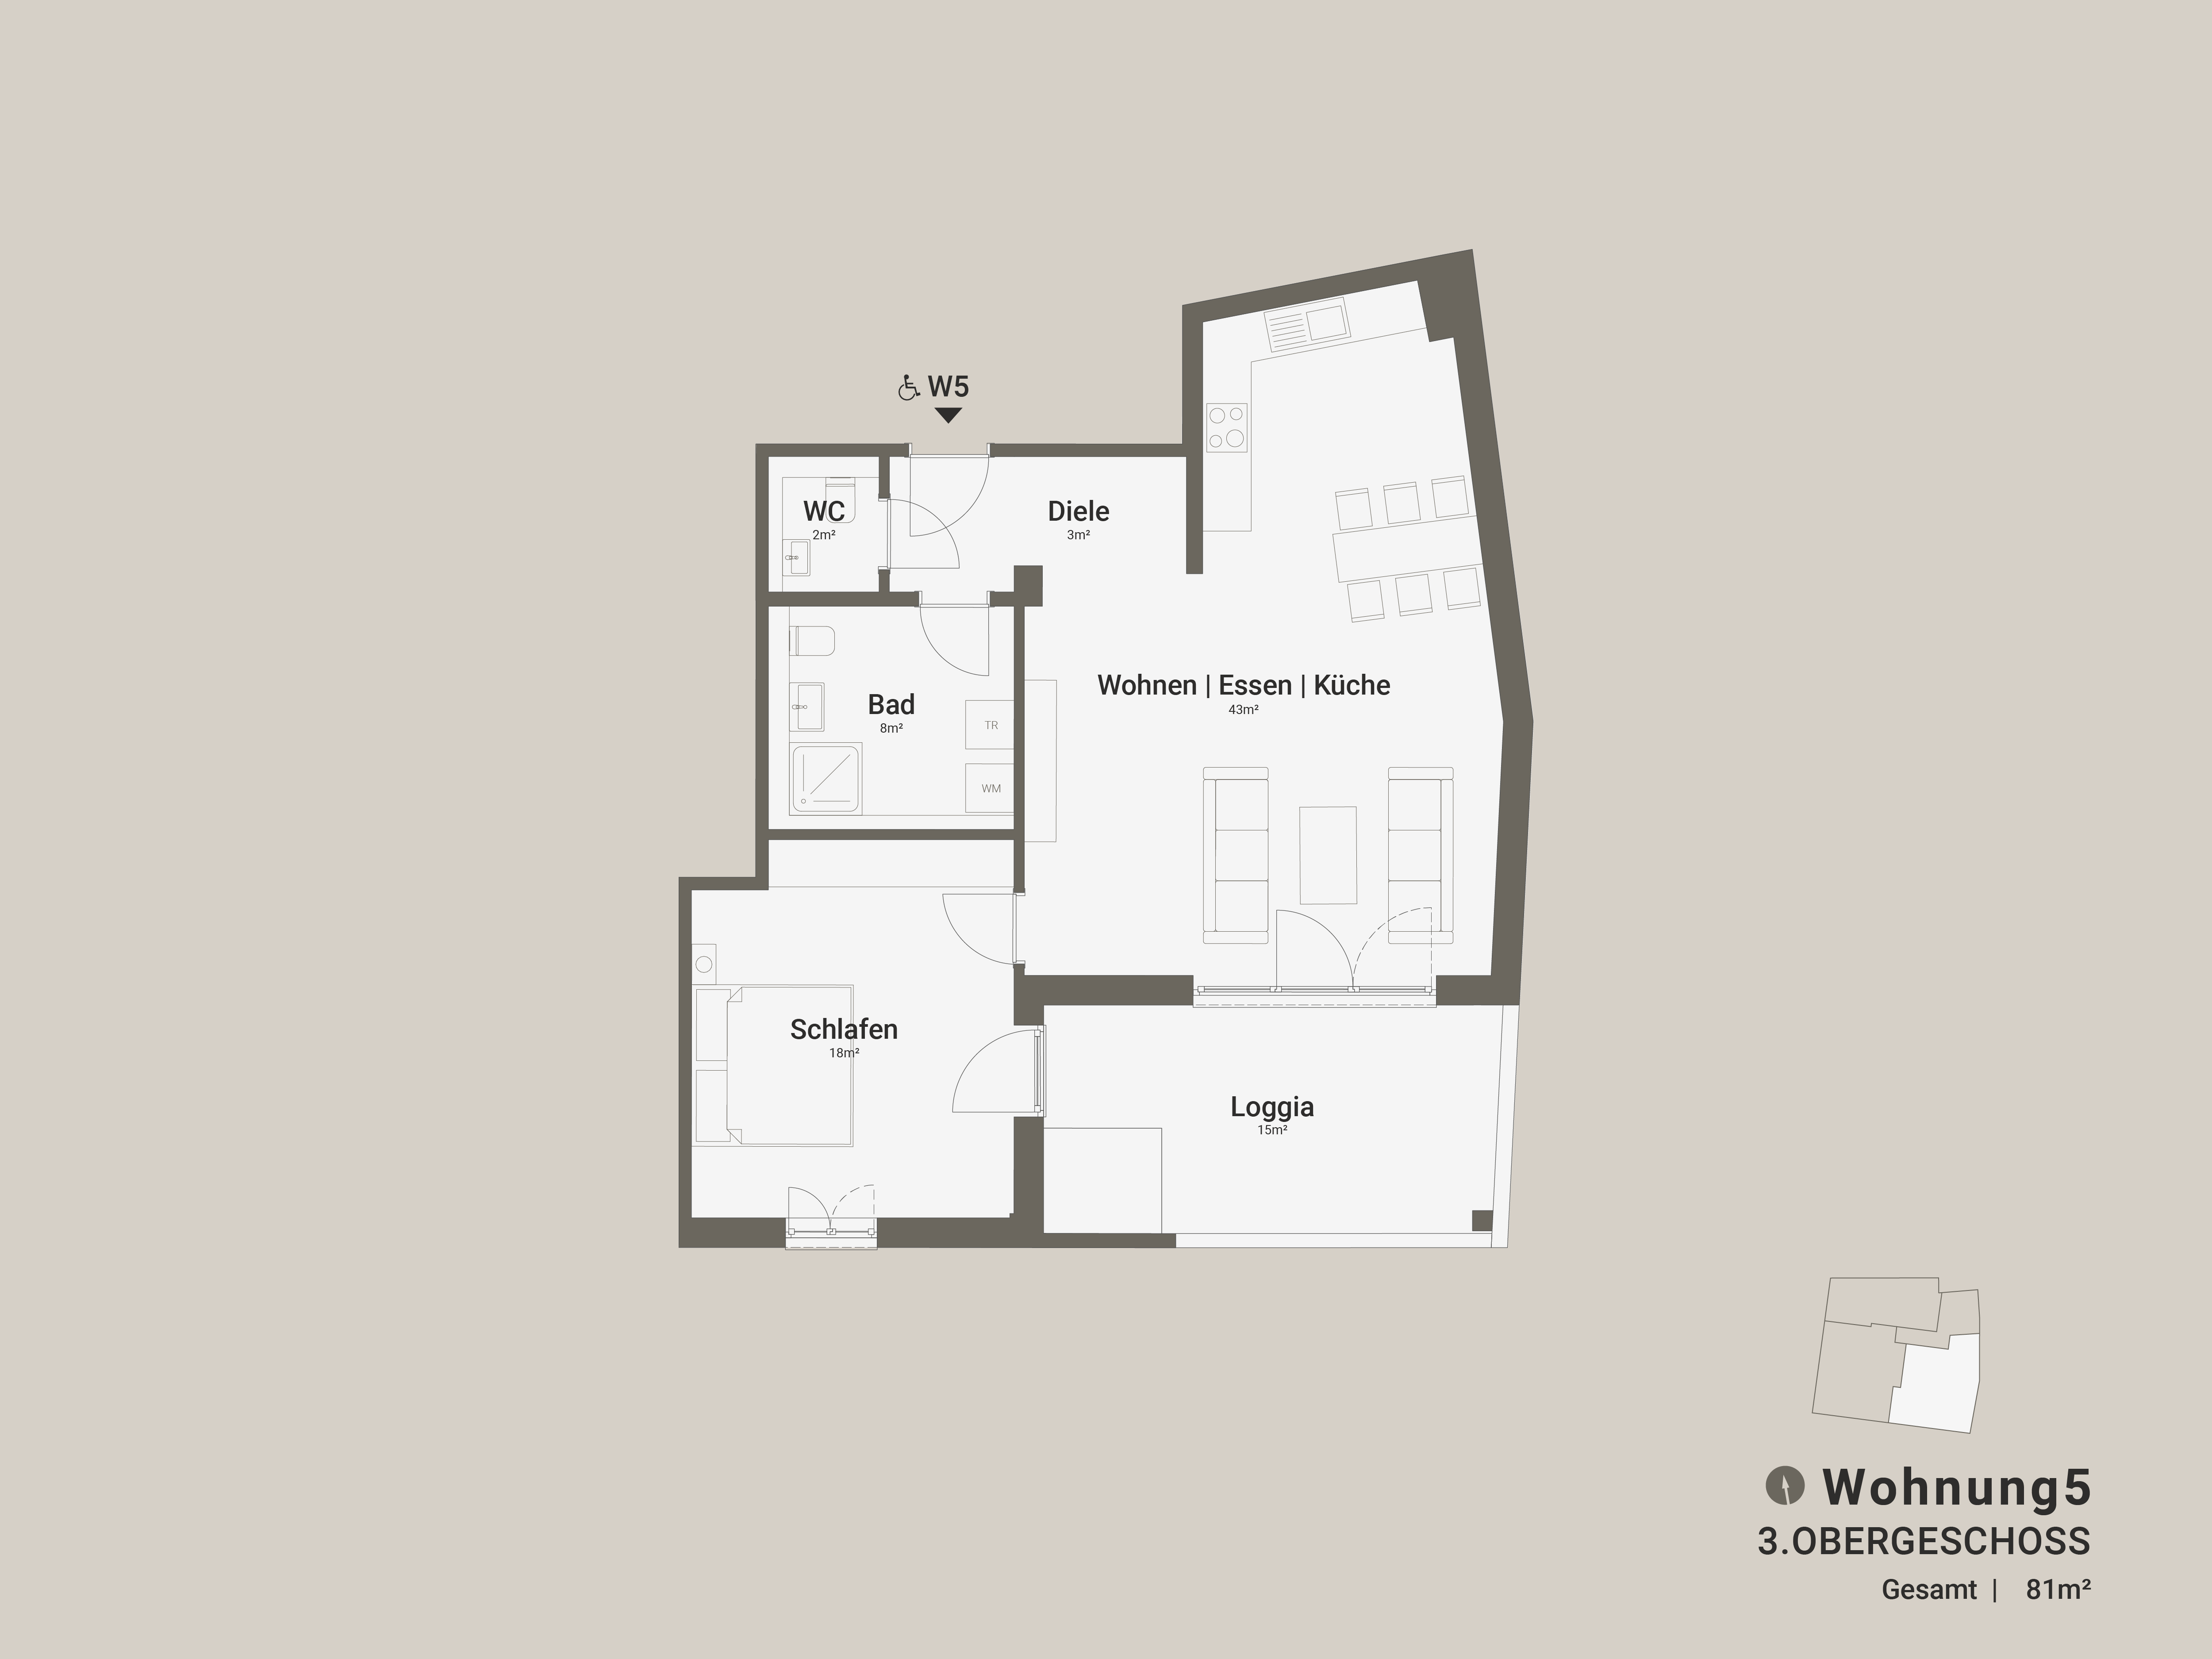 W5
WC
2m²
Diele
3m²
Wohnen | Essen | Küche
43m²
Bad
8m²
TR
WM
Schlafen
18m²
Loggia
15m²
Wohnung5
3.OBERGESCHOSS
Gesamt | 81m²